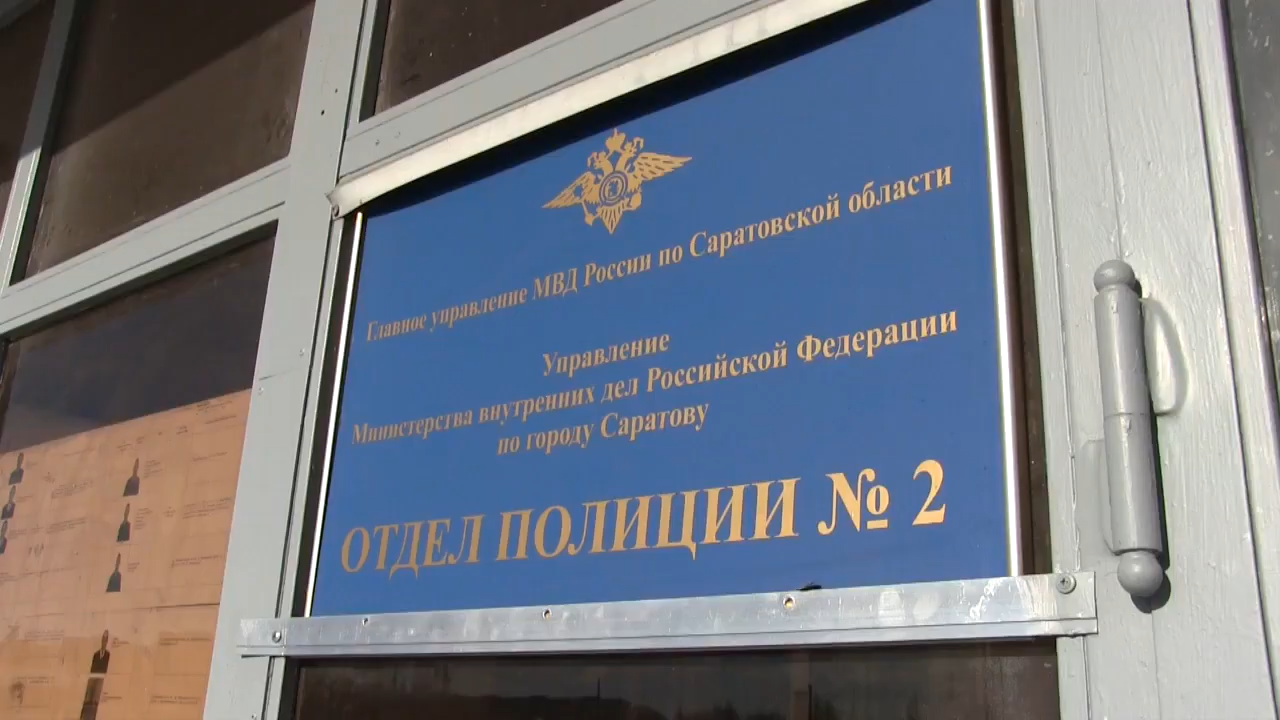 Главное управление МВД России по Саратовской области
Управление
Министерства внутренних дел Российской Федерации
по городу Саратову
ОТДЕЛ ПОЛИЦИИ № 2